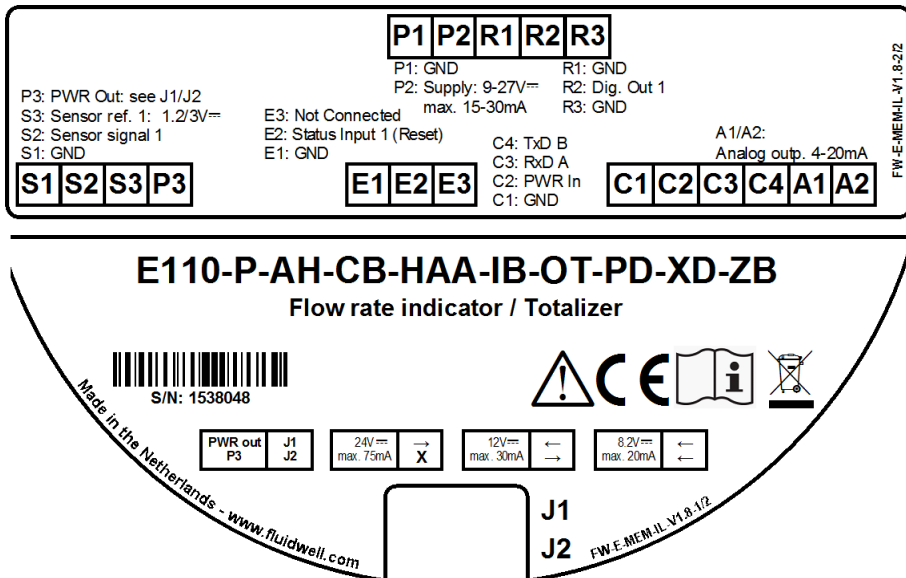 P1 P2 R1 R2 R3
P1: GND
P2: Supply: 9-27V⎓
max. 15-30mA
R1: GND
R2: Dig. Out 1
R3: GND
P3: PWR Out: see J1/J2
S3: Sensor ref. 1: 1.2/3V⎓
S2: Sensor signal 1
S1: GND
S1 S2 S3 P3
E3: Not Connected
E2: Status Input 1 (Reset)
E1: GND
E1 E2 E3
C4: TxD B
C3: RxD A
C2: PWR In
C1: GND
A1/A2:
Analog outp. 4-20mA
C1 C2 C3 C4 A1 A2
FW-E-MEM-IL-V1.8-2/2
E110-P-AH-CB-HAA-IB-OT-PD-XD-ZB
Flow rate indicator / Totalizer
S/N: 1538048
CE
i
PWR out J1
P3 J2
24V⎓ →
max. 75mA X
12V⎓ ←
max. 30mA →
8.2V⎓ ←
max. 20mA ←
J1
J2
Made in the Netherlands - www.fluidwell.com
FW-E-MEM-IL-V1.8-1/2